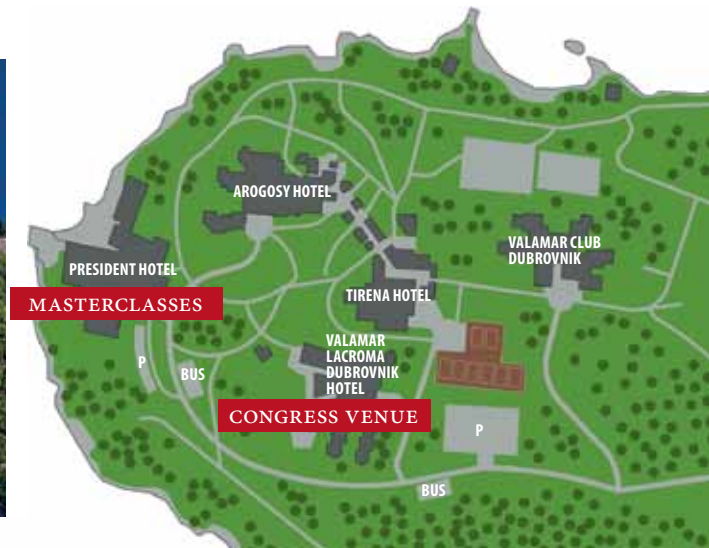 AROGOSY HOTEL
VALAMAR CLUB
DUBROVNIK
PRESIDENT HOTEL
MASTERCLASSES
TIRENA HOTEL
VALAMAR
LACROMA
DUBROVNIK
HOTEL
P
BUS
CONGRESS VENUE
P
BUS